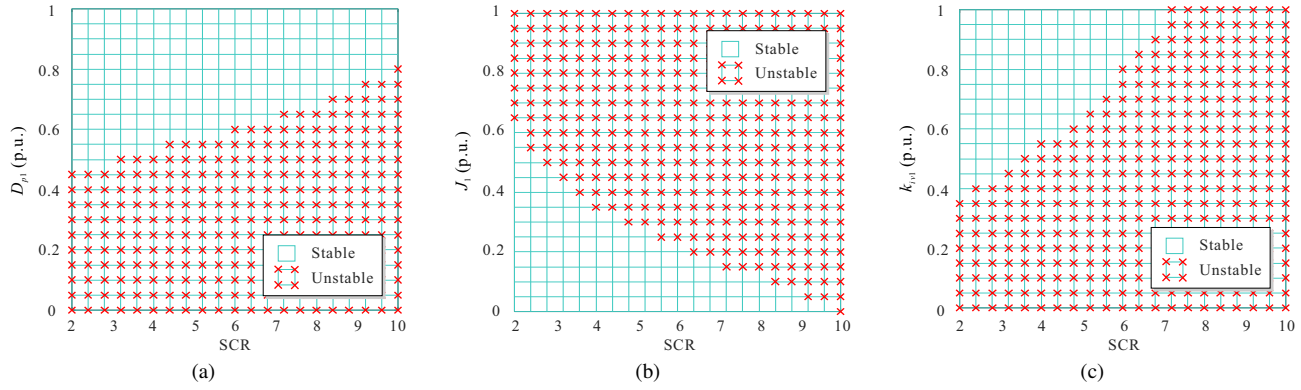 1
0.8
0.6
0.4
0.2
0
D_p1 (p.u.)
2 3 4 5 6 7 8 9 10
SCR
Stable
Unstable
(a)
1
0.8
0.6
0.4
0.2
0
J_1 (p.u.)
2 3 4 5 6 7 8 9 10
SCR
Stable
Unstable
(b)
1
0.8
0.6
0.4
0.2
0
k_iv1 (p.u.)
2 3 4 5 6 7 8 9 10
SCR
Stable
Unstable
(c)